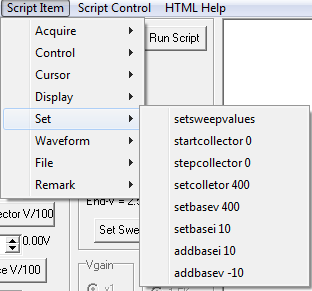 Script Item Script Control HTML Help
Acquire
Control
Cursor
Display
Set
Waveform
File
Remark
Run Script
setsweepvalues
startcollector 0
stepcollector 0
setcolletor 400
setbasev 400
setbasei 10
addbasei 10
addbasev -10
End-V = 2.5
ector V/100
Set Swe
0.00V
ce V/100
Vgain
x1